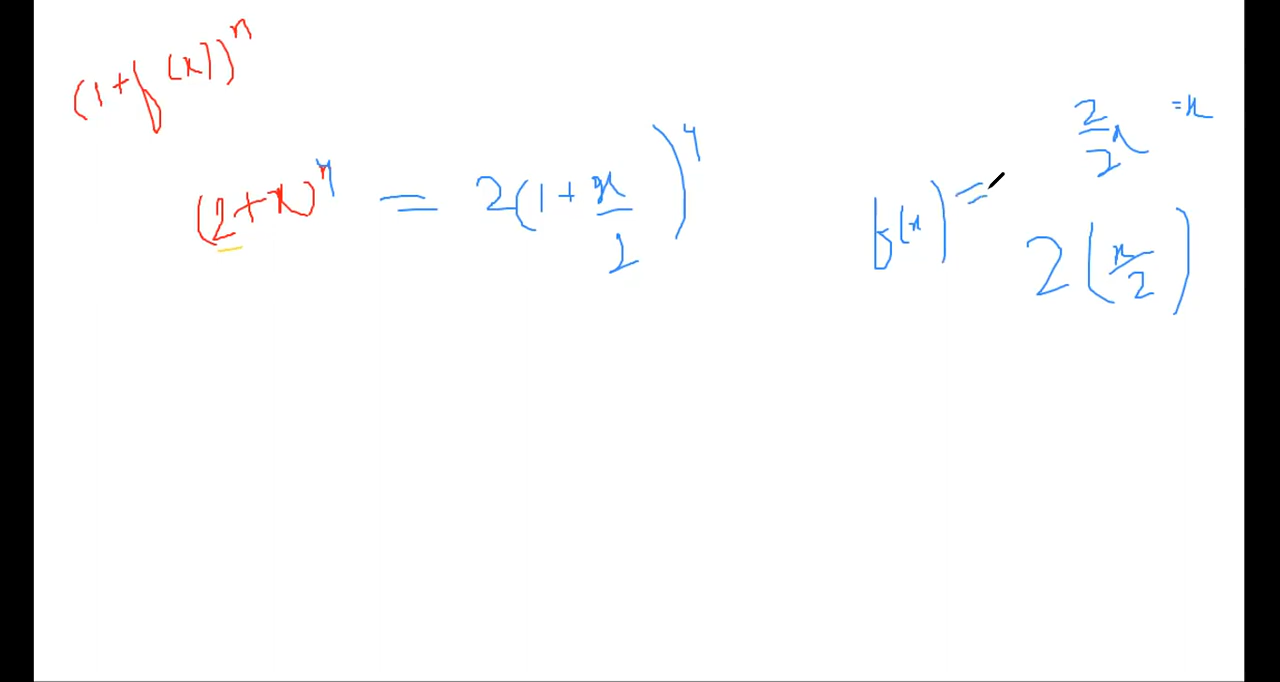 (1+f(x))^n
(2+x)^4 = 2(1+x/2)^4
2/2 x = x
f(x) =
2(x/2)